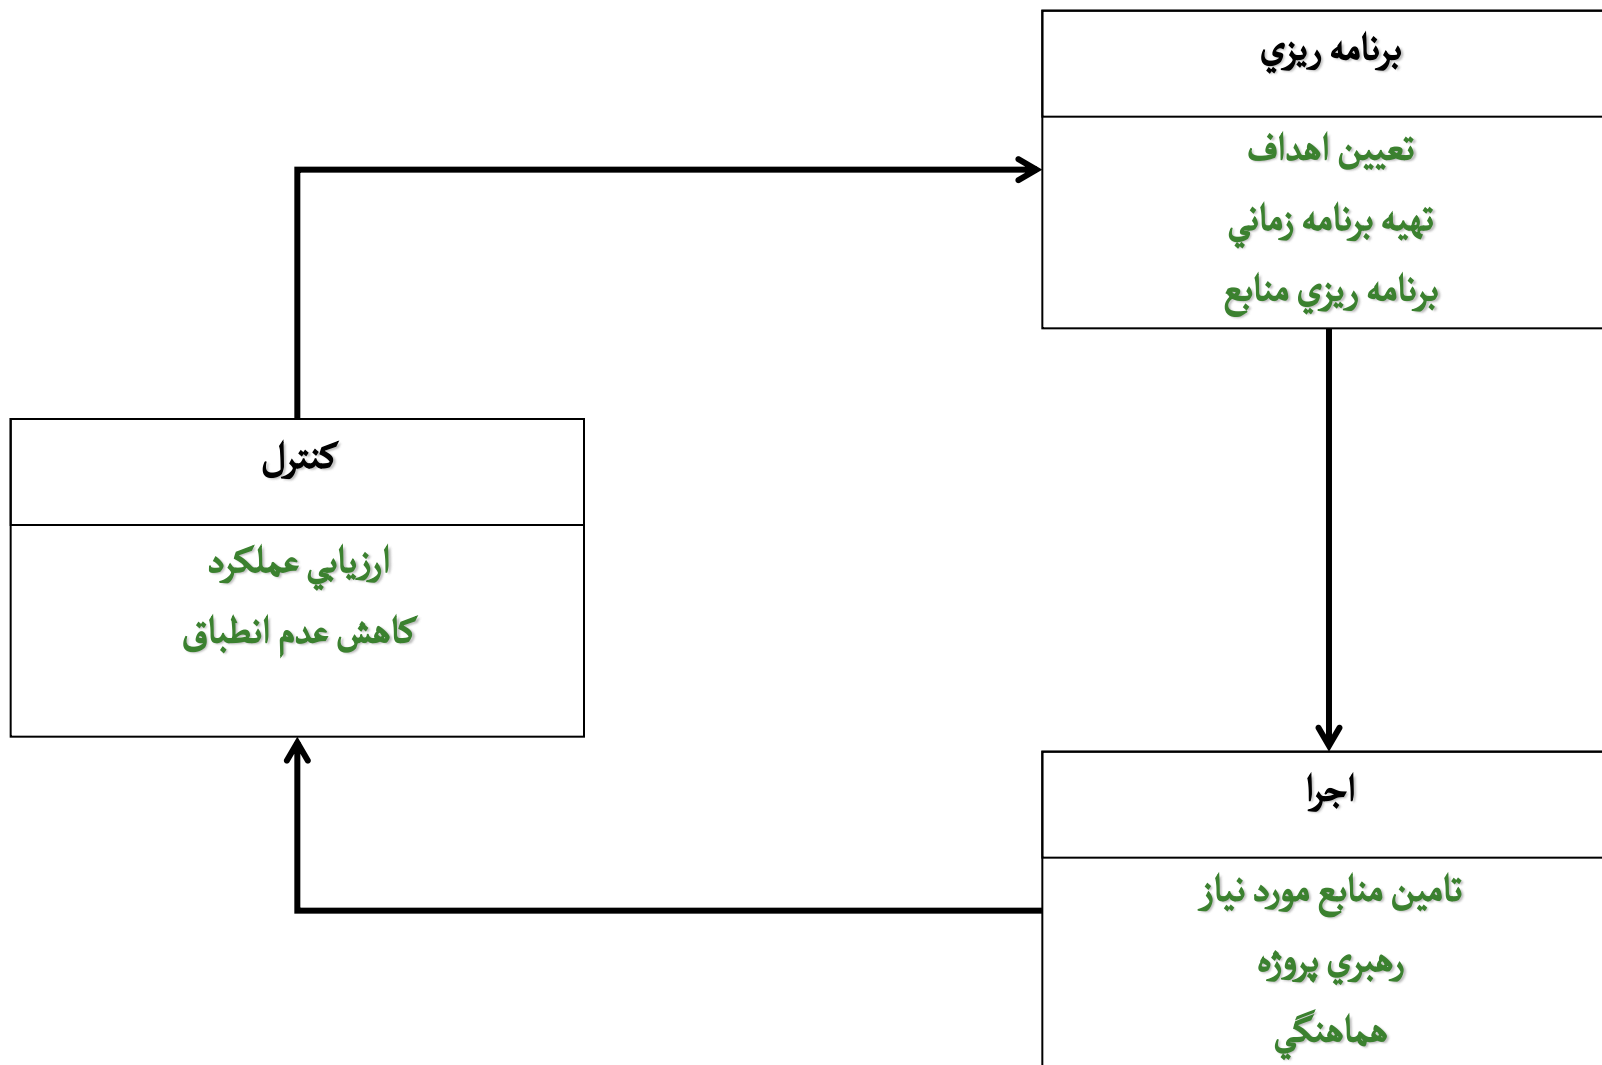 برنامه ريزي
تعيين اهداف
تهيه برنامه زماني
برنامه ريزي منابع
كنترل
ارزيابي عملكرد
كاهش عدم انطباق
اجرا
تامين منابع مورد نياز
رهبري پروژه
هماهنگي